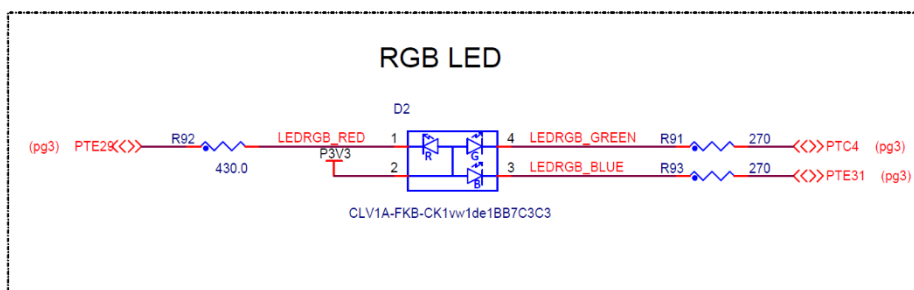 RGB LED
D2
(pg3) PTE29 R92 430.0 LEDRGB_RED 1 R G 4 LEDRGB_GREEN R91 270 PTC4 (pg3)
P3V3 2 B 3 LEDRGB_BLUE R93 270 PTE31 (pg3)
CLV1A-FKB-CK1vw1de1BB7C3C3